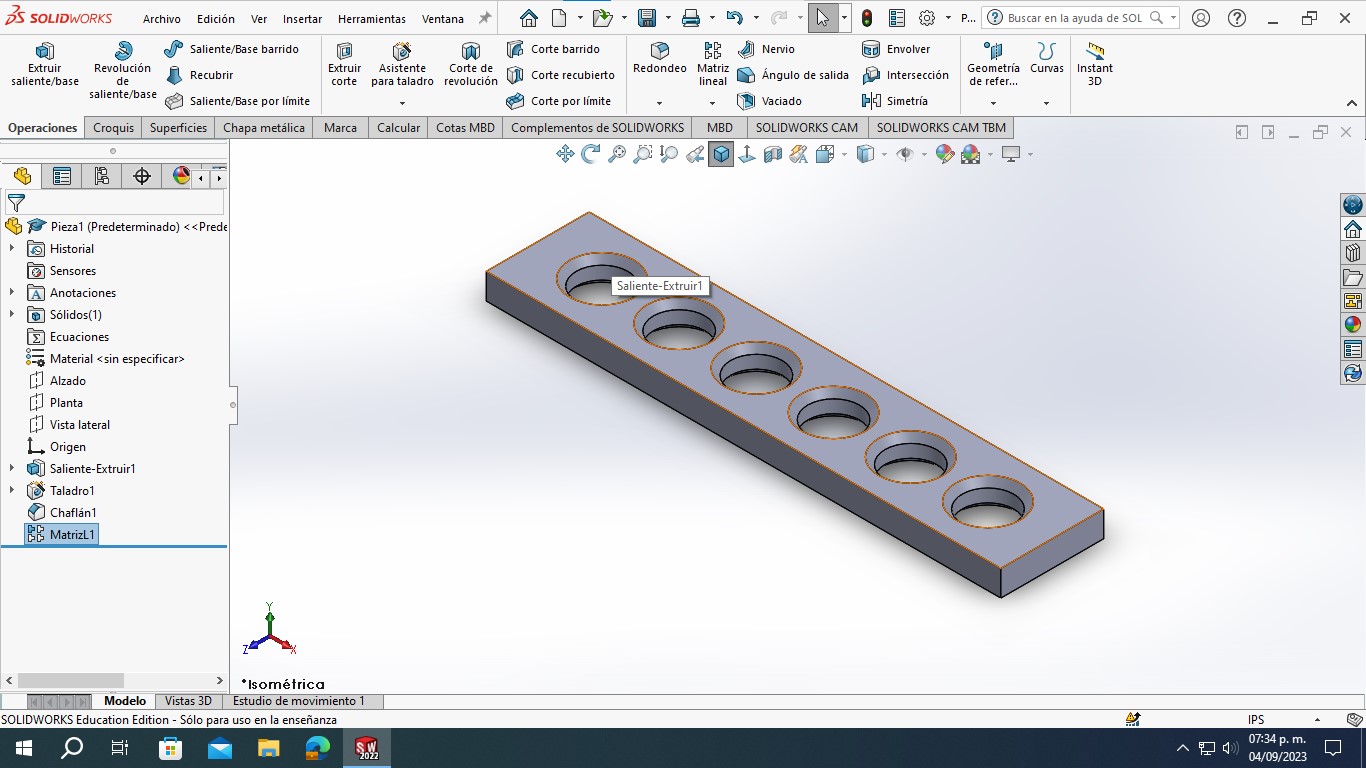 SOLIDWORKS
Archivo
Edición
Ver
Insertar
Herramientas
Ventana
P...
Buscar en la ayuda de SOL
Extruir
saliente/base
Revolución
de
saliente/base
Saliente/Base barrido
Recubrir
Saliente/Base por límite
Extruir
corte
Asistente
para taladro
Corte de
revolución
Corte barrido
Corte recubierto
Corte por límite
Redondeo
Matriz
lineal
Nervio
Ángulo de salida
Vaciado
Envolver
Intersección
Simetría
Geometría
de refer...
Curvas
Instant
3D
Operaciones
Croquis
Superficies
Chapa metálica
Marca
Calcular
Cotas MBD
Complementos de SOLIDWORKS
MBD
SOLIDWORKS CAM
SOLIDWORKS CAM TBM
Pieza1 (Predeterminado) <<Prede
Historial
Sensores
Anotaciones
Sólidos(1)
Ecuaciones
Material <sin especificar>
Alzado
Planta
Vista lateral
Origen
Saliente-Extruir1
Taladro1
Chaflán1
MatrizL1
Saliente-Extruir1
Y
Z
X
*Isométrica
Modelo
Vistas 3D
Estudio de movimiento 1
SOLIDWORKS Education Edition - Sólo para uso en la enseñanza
IPS
SW
2022
07:34 p. m.
04/09/2023